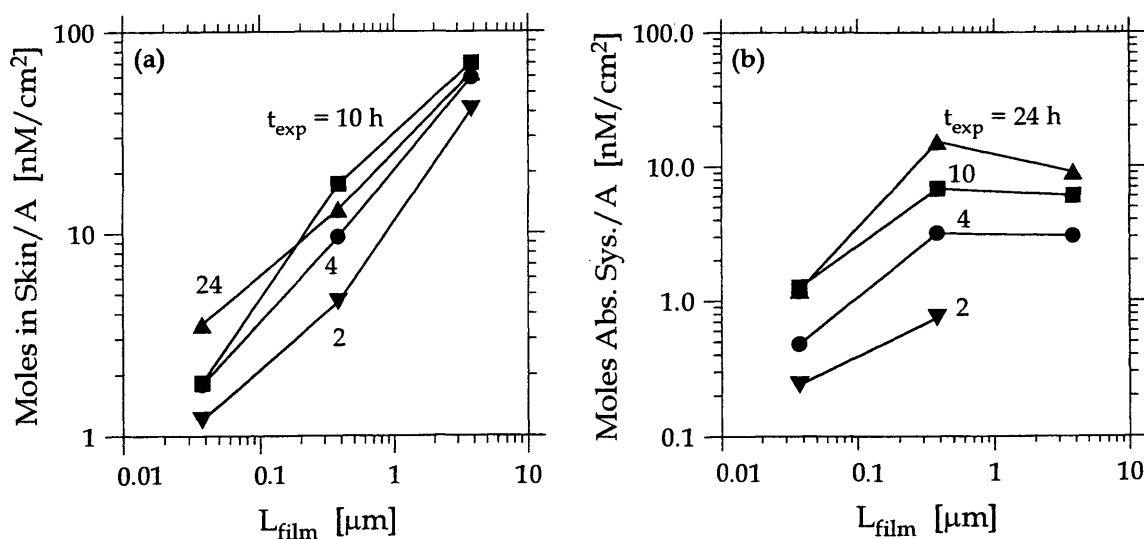 (a)
Moles in Skin/A [nM/cm²]
100
10
1
t_exp = 10 h
24
4
2
0.01 0.1 1 10
L_film [µm]
(b)
Moles Abs. Sys./A [nM/cm²]
100.0
10.0
1.0
0.1
t_exp = 24 h
10
4
2
0.01 0.1 1 10
L_film [µm]